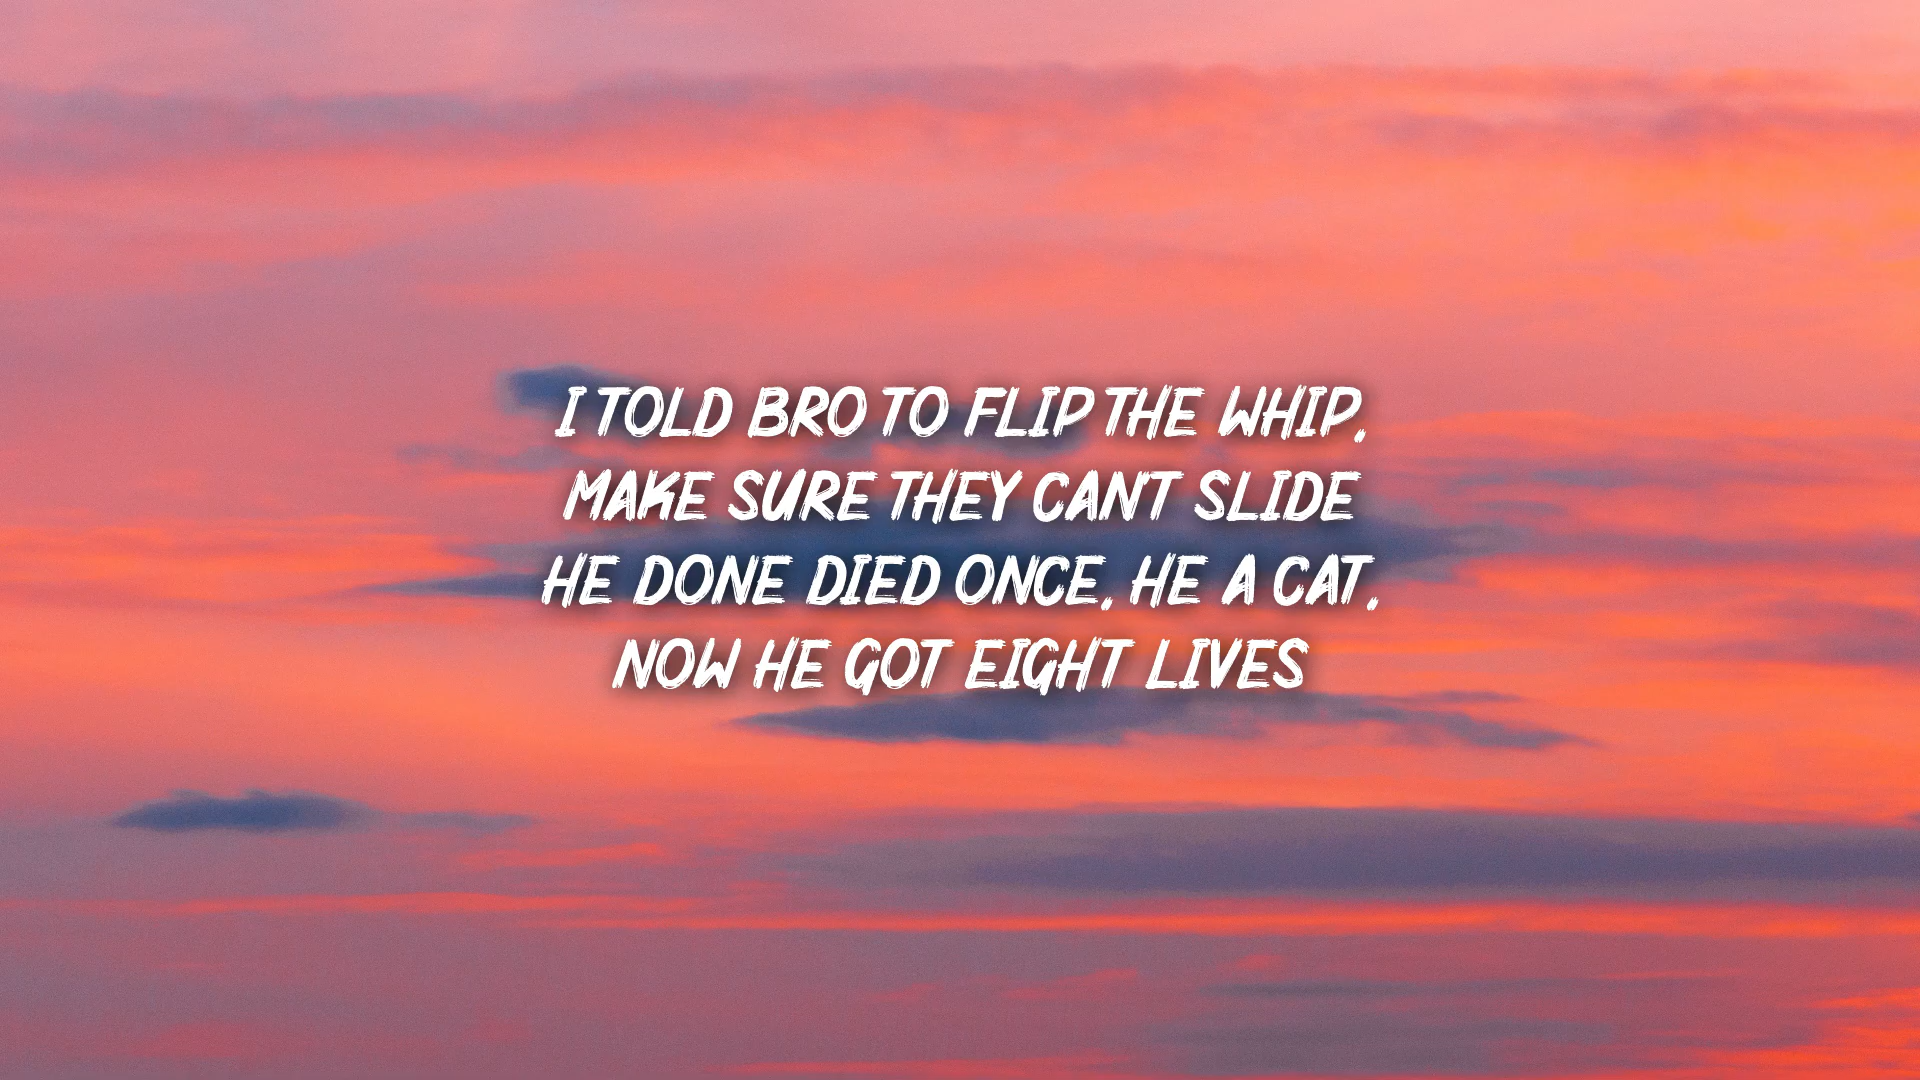 I TOLD BRO TO FLIP THE WHIP,
MAKE SURE THEY CAN'T SLIDE
HE DONE DIED ONCE, HE A CAT,
NOW HE GOT EIGHT LIVES